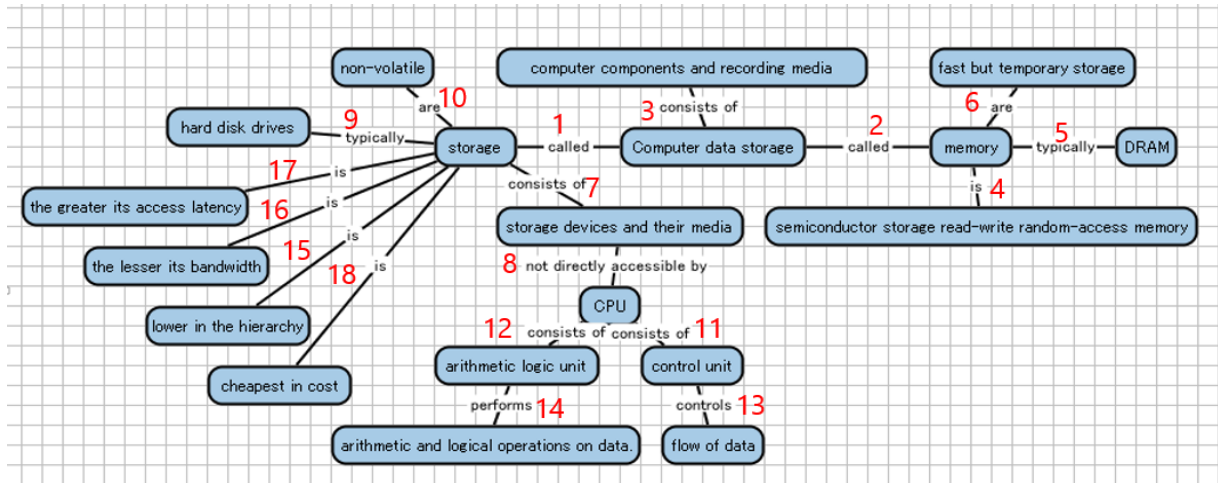 non-volatile
computer components and recording media
fast but temporary storage
are 10
3 consists of
6 are
hard disk drives
9
typically
1
2
5
storage
called
Computer data storage
called
memory
typically
DRAM
17 is
consists of 7
is 4
the greater its access latency
16 is
storage devices and their media
semiconductor storage read-write random-access memory
15 is
the lesser its bandwidth
18 is
8 not directly accessible by
CPU
lower in the hierarchy
12 consists of consists of 11
arithmetic logic unit
control unit
cheapest in cost
performs 14
controls 13
arithmetic and logical operations on data.
flow of data